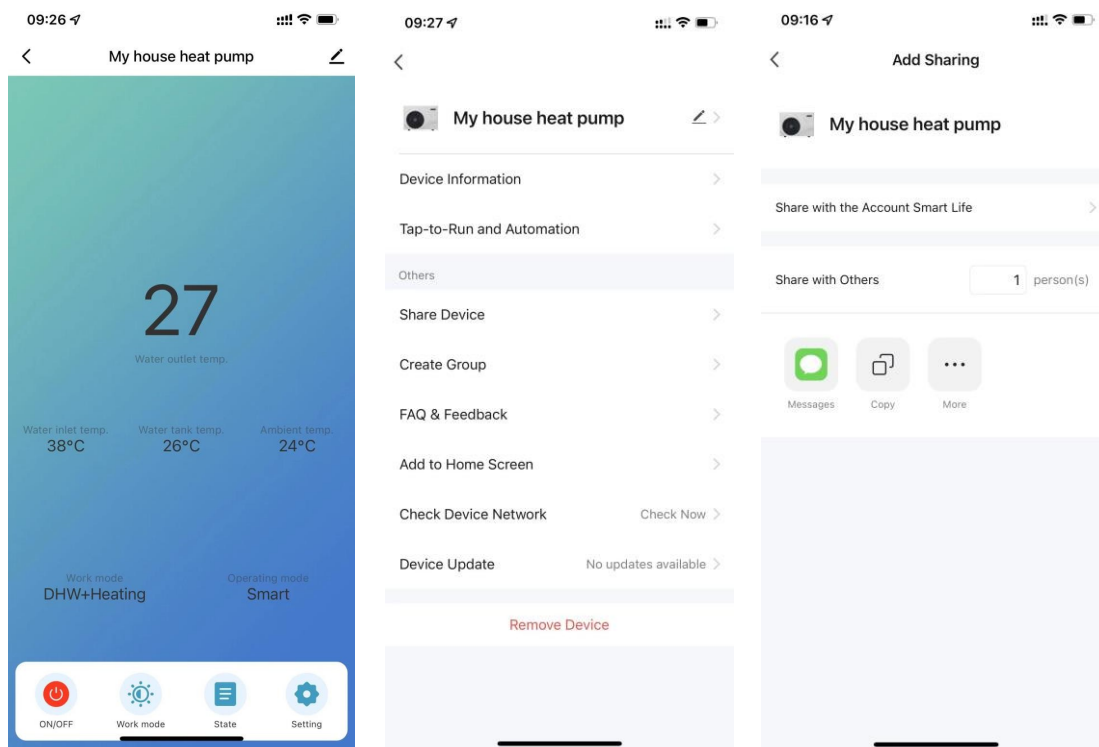 09:26
My house heat pump
27
Water outlet temp.
Water inlet temp.
38°C
Water tank temp.
26°C
Ambient temp.
24°C
Work mode
DHW+Heating
Operating mode
Smart
ON/OFF
Work mode
State
Setting
09:27
My house heat pump
Device Information
Tap-to-Run and Automation
Others
Share Device
Create Group
FAQ & Feedback
Add to Home Screen
Check Device Network Check Now
Device Update No updates available
Remove Device
09:16
Add Sharing
My house heat pump
Share with the Account Smart Life
Share with Others 1 person(s)
Messages
Copy
More